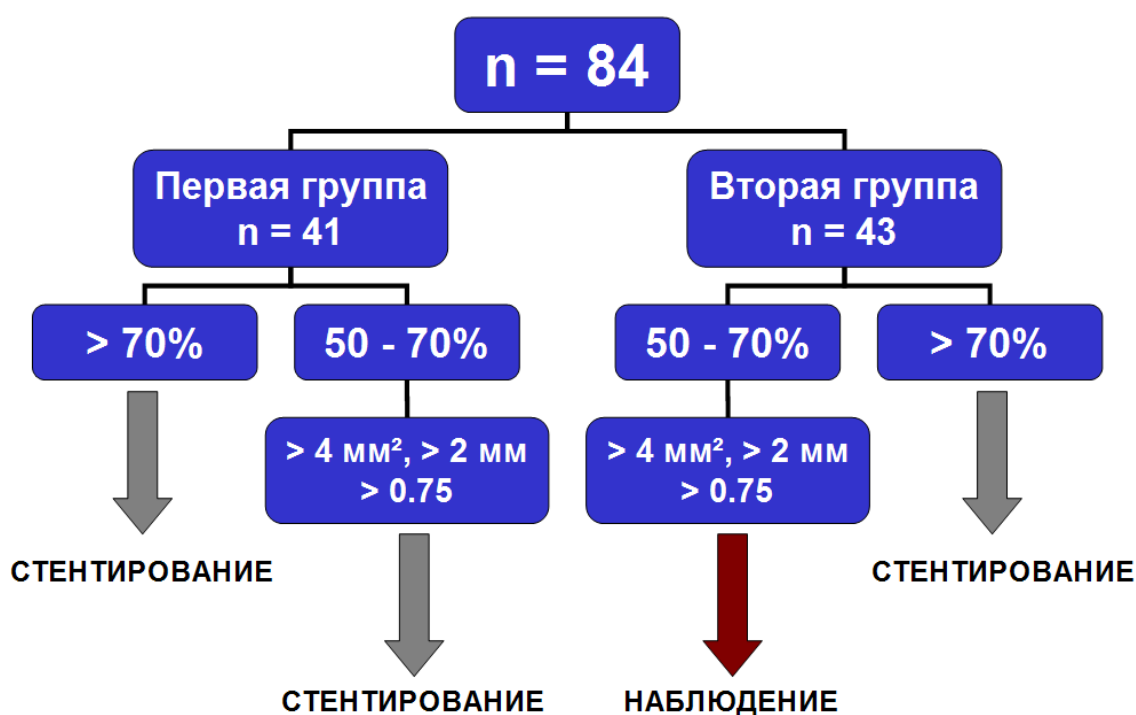 n = 84
Первая группа
n = 41
Вторая группа
n = 43
> 70%
50 - 70%
50 - 70%
> 70%
> 4 мм², > 2 мм
> 0.75
> 4 мм², > 2 мм
> 0.75
СТЕНТИРОВАНИЕ
СТЕНТИРОВАНИЕ
СТЕНТИРОВАНИЕ
НАБЛЮДЕНИЕ